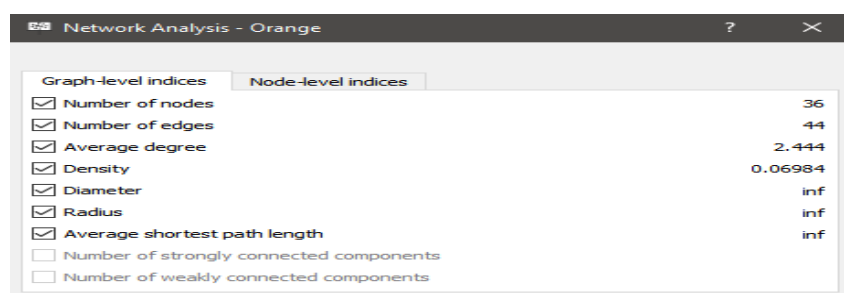 Network Analysis - Orange ? ×
Graph-level indices Node-level indices
Number of nodes 36
Number of edges 44
Average degree 2.444
Density 0.06984
Diameter inf
Radius inf
Average shortest path length inf
Number of strongly connected components
Number of weakly connected components